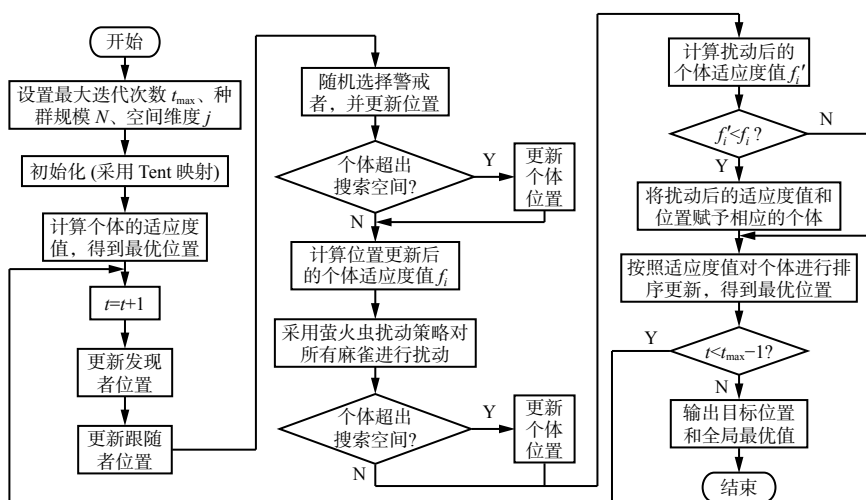 开始
设置最大迭代次数 tmax、种
群规模 N、空间维度 j
初始化 (采用 Tent 映射)
计算个体的适应度
值，得到最优位置
t=t+1
更新发现
者位置
更新跟随
者位置
随机选择警戒
者，并更新位置
个体超出
搜索空间?
Y
更新
个体
位置
N
计算位置更新后
的个体适应度值 fi
采用萤火虫扰动策略对
所有麻雀进行扰动
个体超出
搜索空间?
Y
更新
个体
位置
N
计算扰动后的
个体适应度值 fi′
fi′<fi ?
N
Y
将扰动后的适应度值和
位置赋予相应的个体
按照适应度值对个体进行排
序更新，得到最优位置
t<tmax−1?
Y
N
输出目标位置
和全局最优值
结束